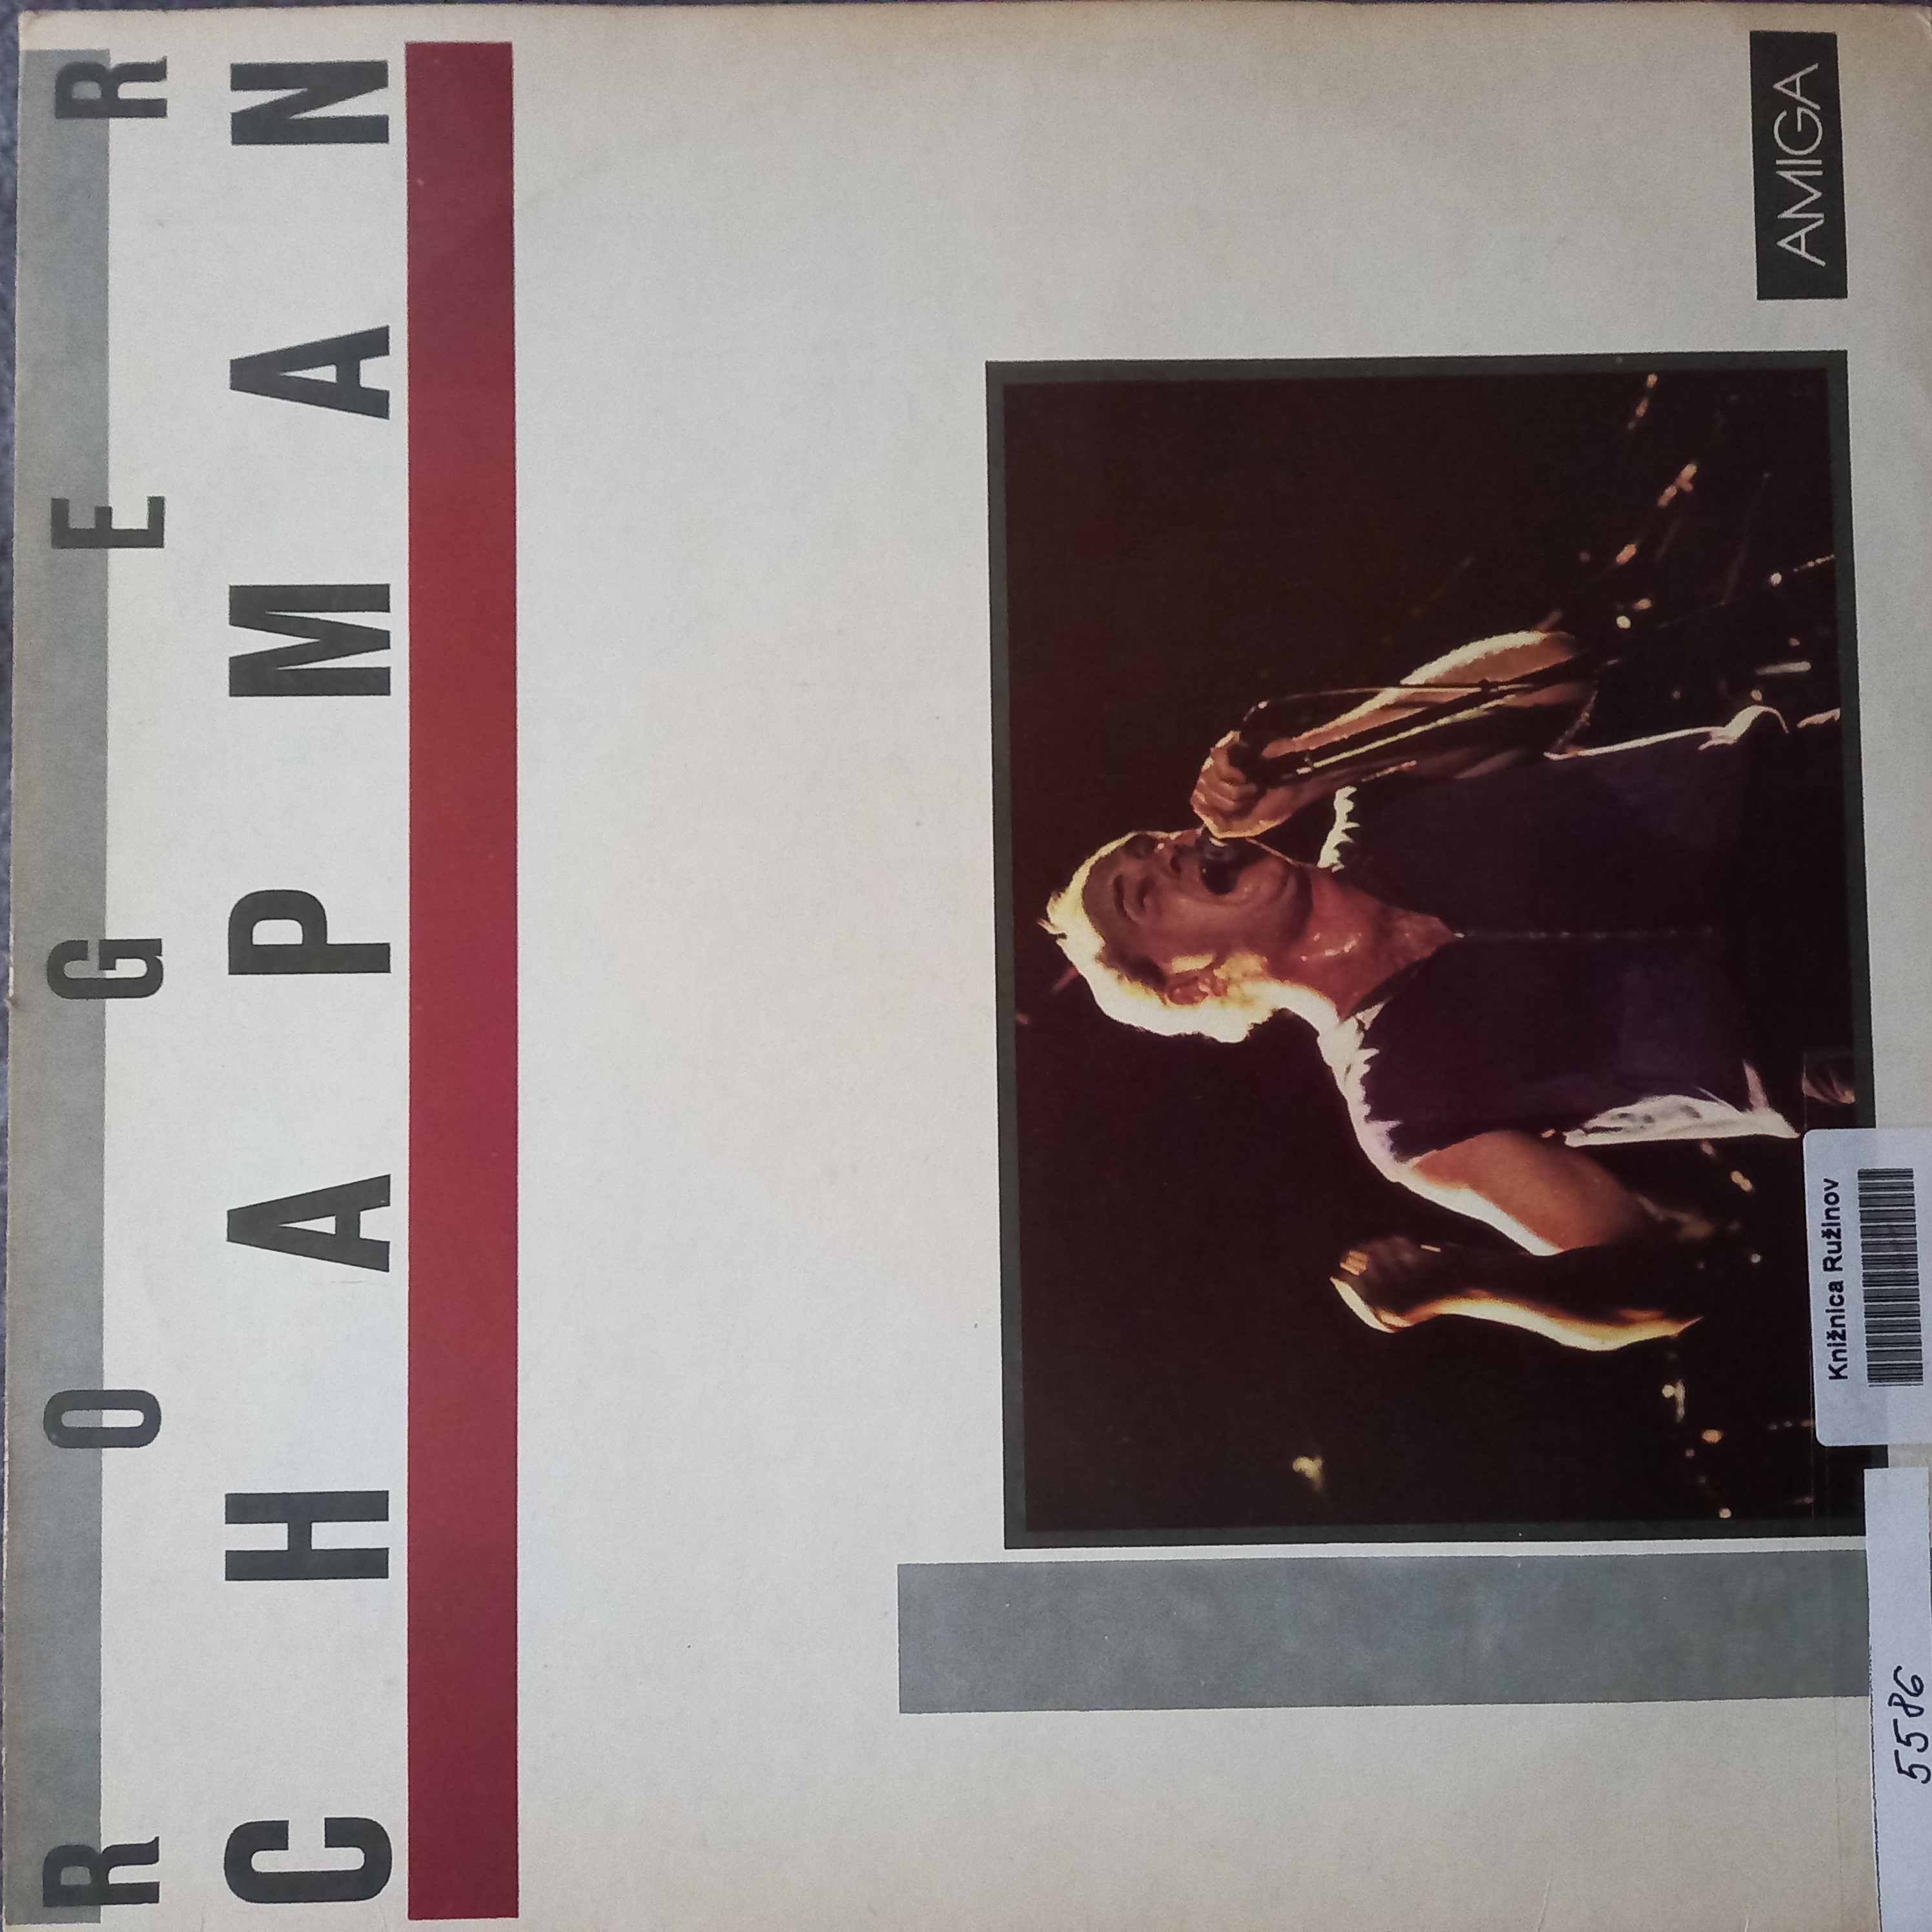 ROGER
CHAPMAN
AMIGA
Knižnica Ružinov
5586